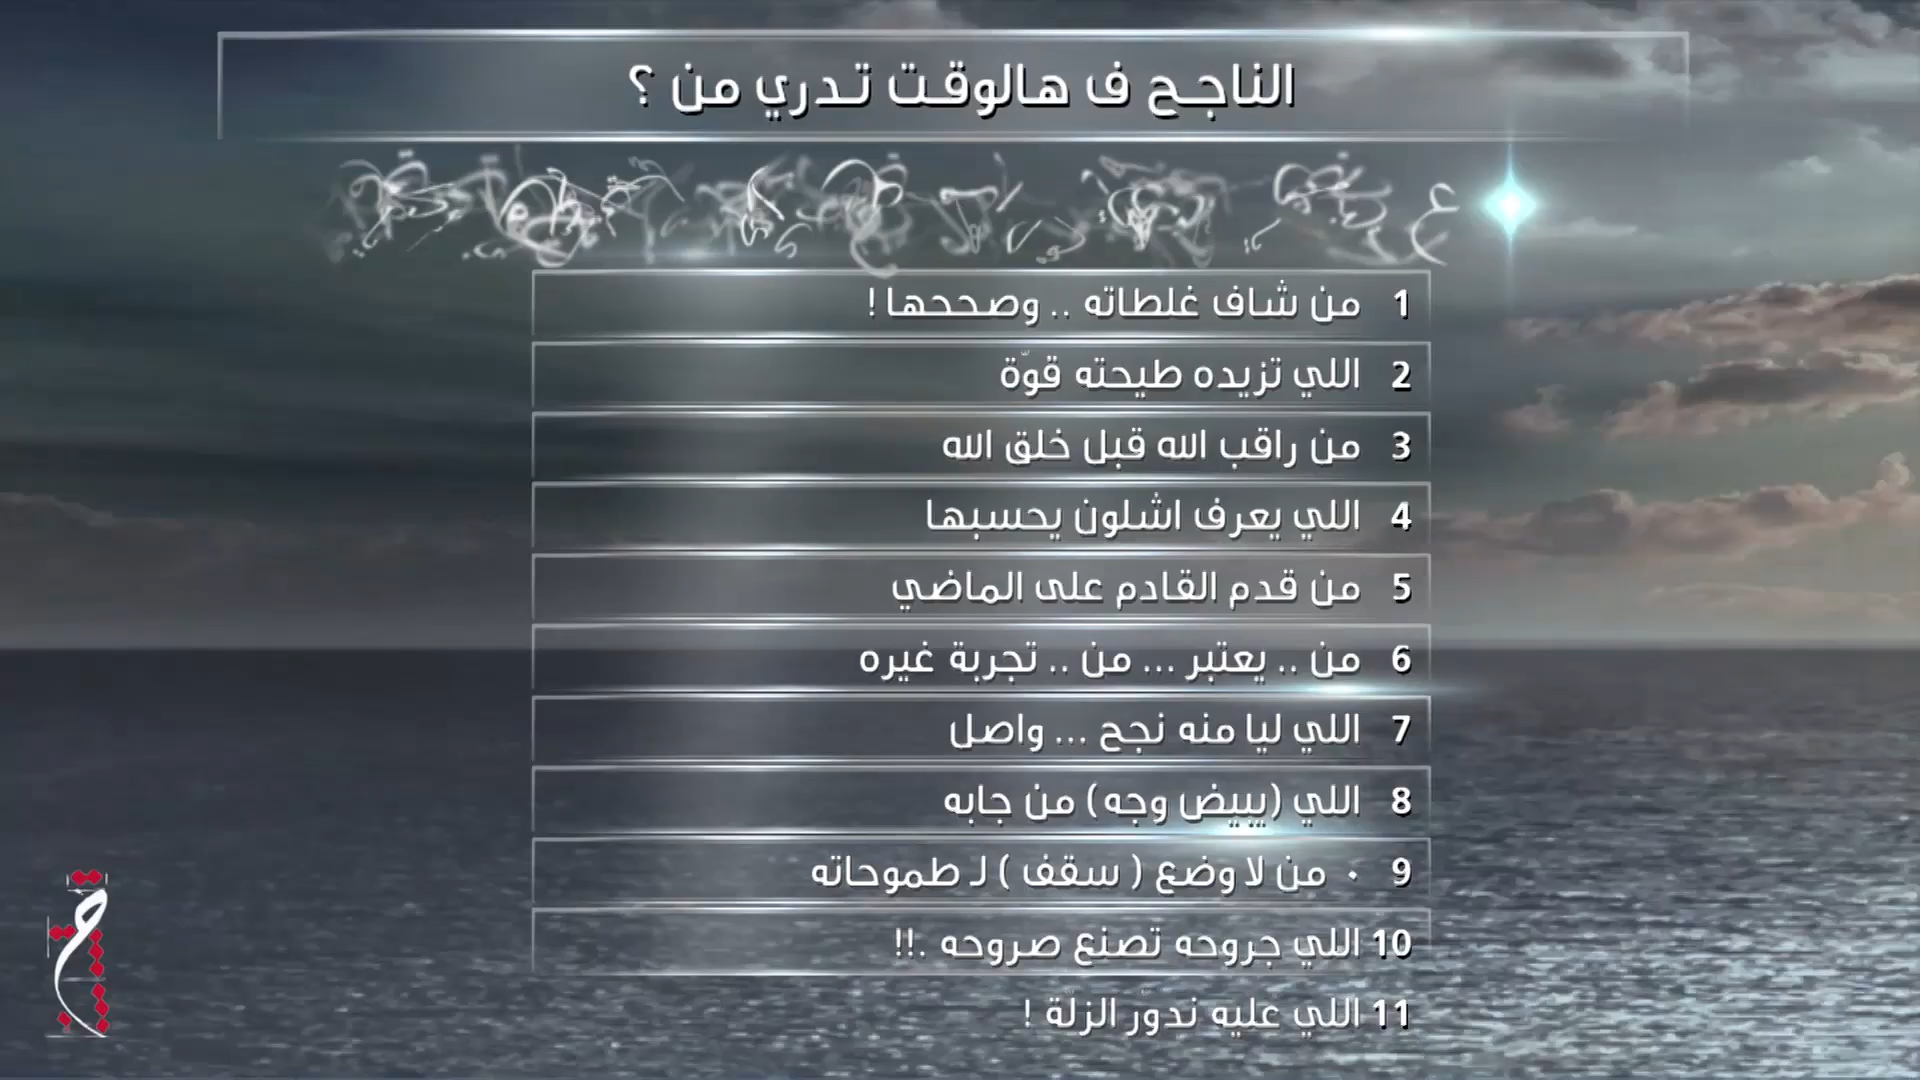 الناجح ف هالوقت تدري من ؟
1 من شاف غلطاته .. وصححها !
2 اللي تزيده طيحته قوّة
3 من راقب الله قبل خلق الله
4 اللي يعرف اشلون يحسبها
5 من قدم القادم على الماضي
6 من .. يعتبر ... من .. تجربة غيره
7 اللي ليا منه نجح ... واصل
8 اللي (يبيض وجه) من جابه
9 · من لا وضع ( سقف ) لـ طموحاته
10 اللي جروحه تصنع صروحه .!!
11 اللي عليه ندوّر الزلّة !